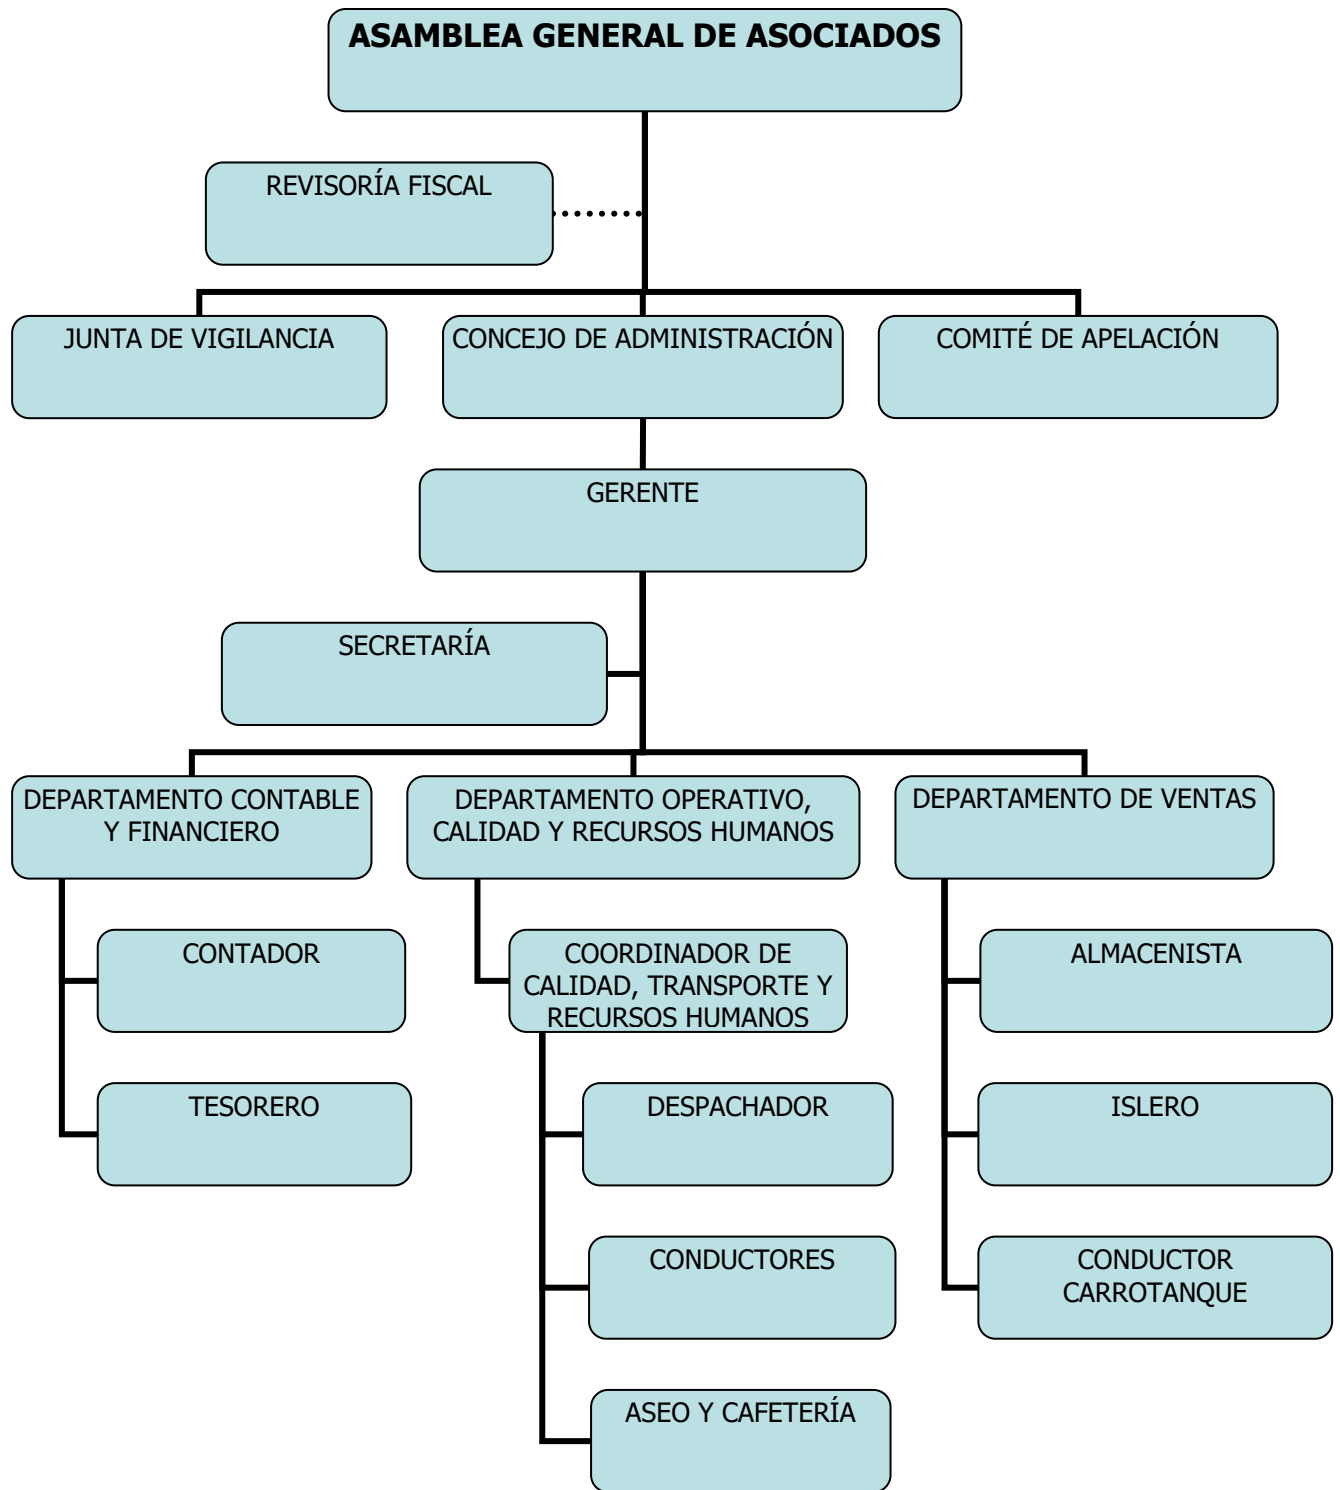 ASAMBLEA GENERAL DE ASOCIADOS
REVISORÍA FISCAL
JUNTA DE VIGILANCIA
CONCEJO DE ADMINISTRACIÓN
COMITÉ DE APELACIÓN
GERENTE
SECRETARÍA
DEPARTAMENTO CONTABLE
Y FINANCIERO
DEPARTAMENTO OPERATIVO,
CALIDAD Y RECURSOS HUMANOS
DEPARTAMENTO DE VENTAS
CONTADOR
COORDINADOR DE
CALIDAD, TRANSPORTE Y
RECURSOS HUMANOS
ALMACENISTA
TESORERO
DESPACHADOR
ISLERO
CONDUCTORES
CONDUCTOR
CARROTANQUE
ASEO Y CAFETERÍA